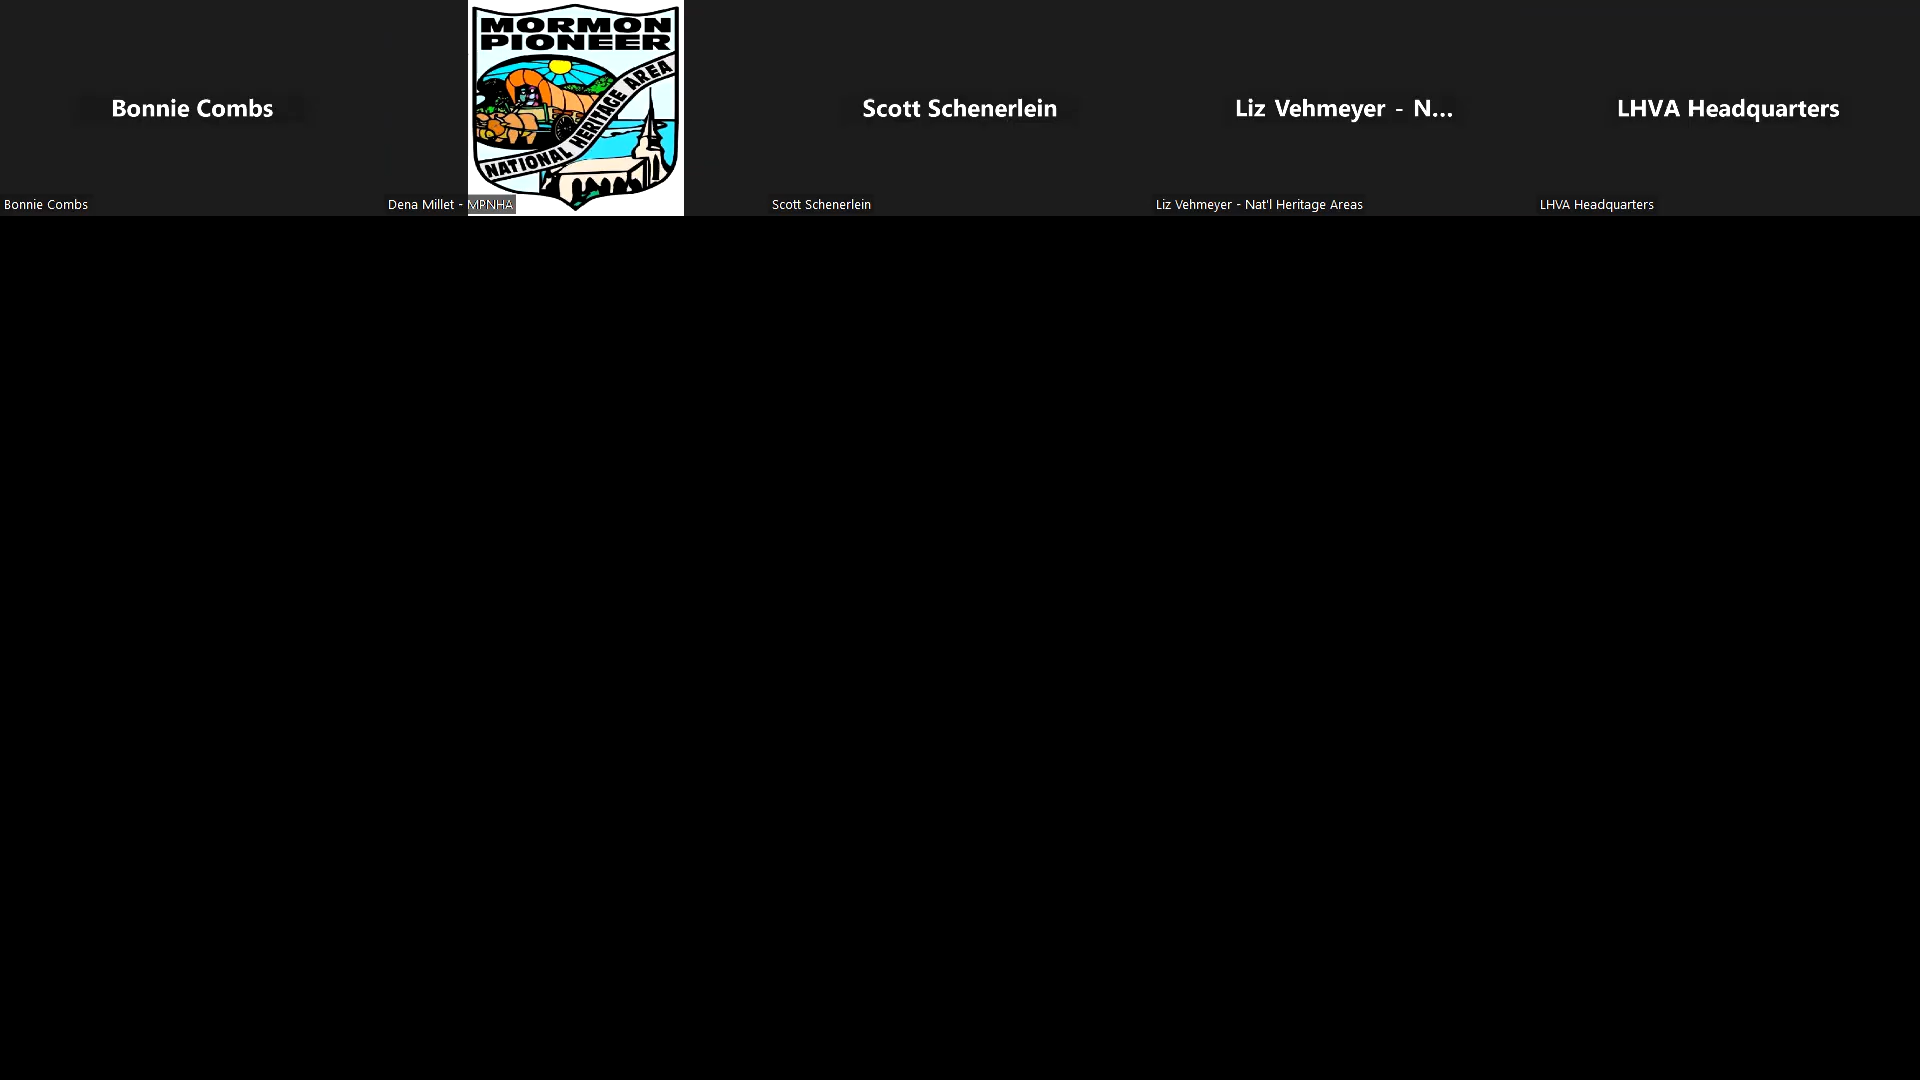 MORMON
PIONEER
NATIONAL HERITAGE AREA
Bonnie Combs
Scott Schenerlein
Liz Vehmeyer - N...
LHVA Headquarters
Bonnie Combs
Dena Millet - MPNHA
Scott Schenerlein
Liz Vehmeyer - Nat'l Heritage Areas
LHVA Headquarters